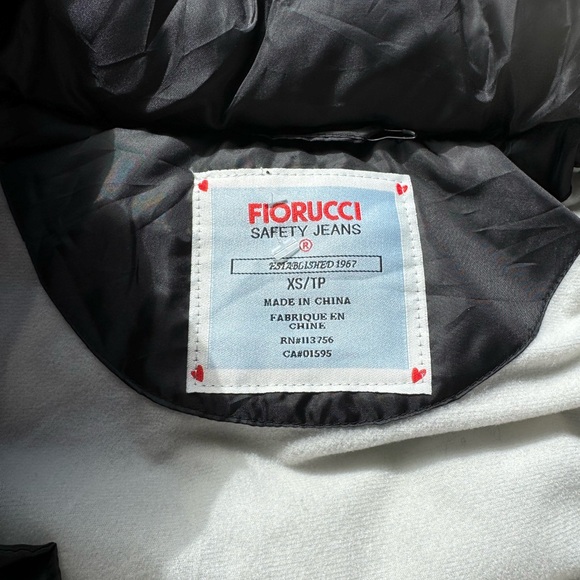 FIORUCCI
SAFETY JEANS
®
ESTABLISHED 1967
XS/TP
MADE IN CHINA
FABRIQUE EN
CHINE
RN#113756
CA#01595